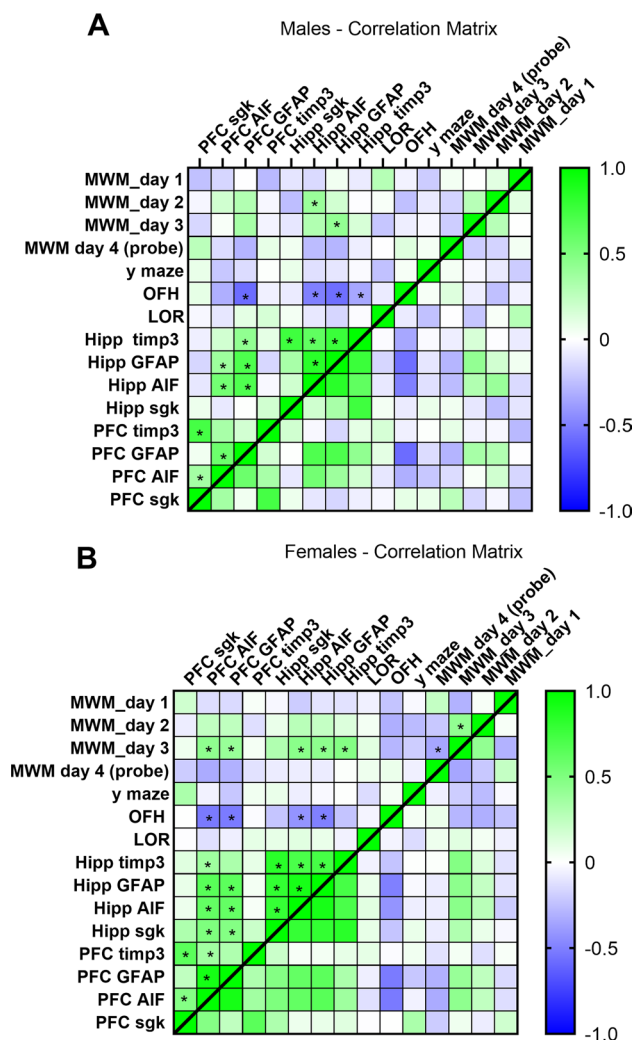 A
Males - Correlation Matrix
PFC sgk
PFC AIF
PFC GFAP
PFC timp3
Hipp sgk
Hipp AIF
Hipp GFAP
Hipp timp3
LOR
OFH
y maze
MWM day 4 (probe)
MWM_day 3
MWM_day 2
MWM_day 1
MWM_day 1
MWM_day 2
*
MWM_day 3
*
MWM day 4 (probe)
y maze
OFH
* * * *
LOR
Hipp timp3
* * * *
Hipp GFAP
* * *
Hipp AIF
* *
Hipp sgk
PFC timp3
*
PFC GFAP
*
PFC AIF
*
PFC sgk
1.0
0.5
0
-0.5
-1.0
B
Females - Correlation Matrix
PFC sgk
PFC AIF
PFC GFAP
PFC timp3
Hipp sgk
Hipp AIF
Hipp GFAP
Hipp timp3
LOR
OFH
y maze
MWM day 4 (probe)
MWM_day 3
MWM_day 2
MWM_day 1
MWM_day 1
MWM_day 2
*
MWM_day 3
* * * * * *
MWM day 4 (probe)
y maze
OFH
* * * *
LOR
Hipp timp3
* * * *
Hipp GFAP
* * * *
Hipp AIF
* * *
Hipp sgk
* *
PFC timp3
* *
PFC GFAP
*
PFC AIF
*
PFC sgk
1.0
0.5
0
-0.5
-1.0